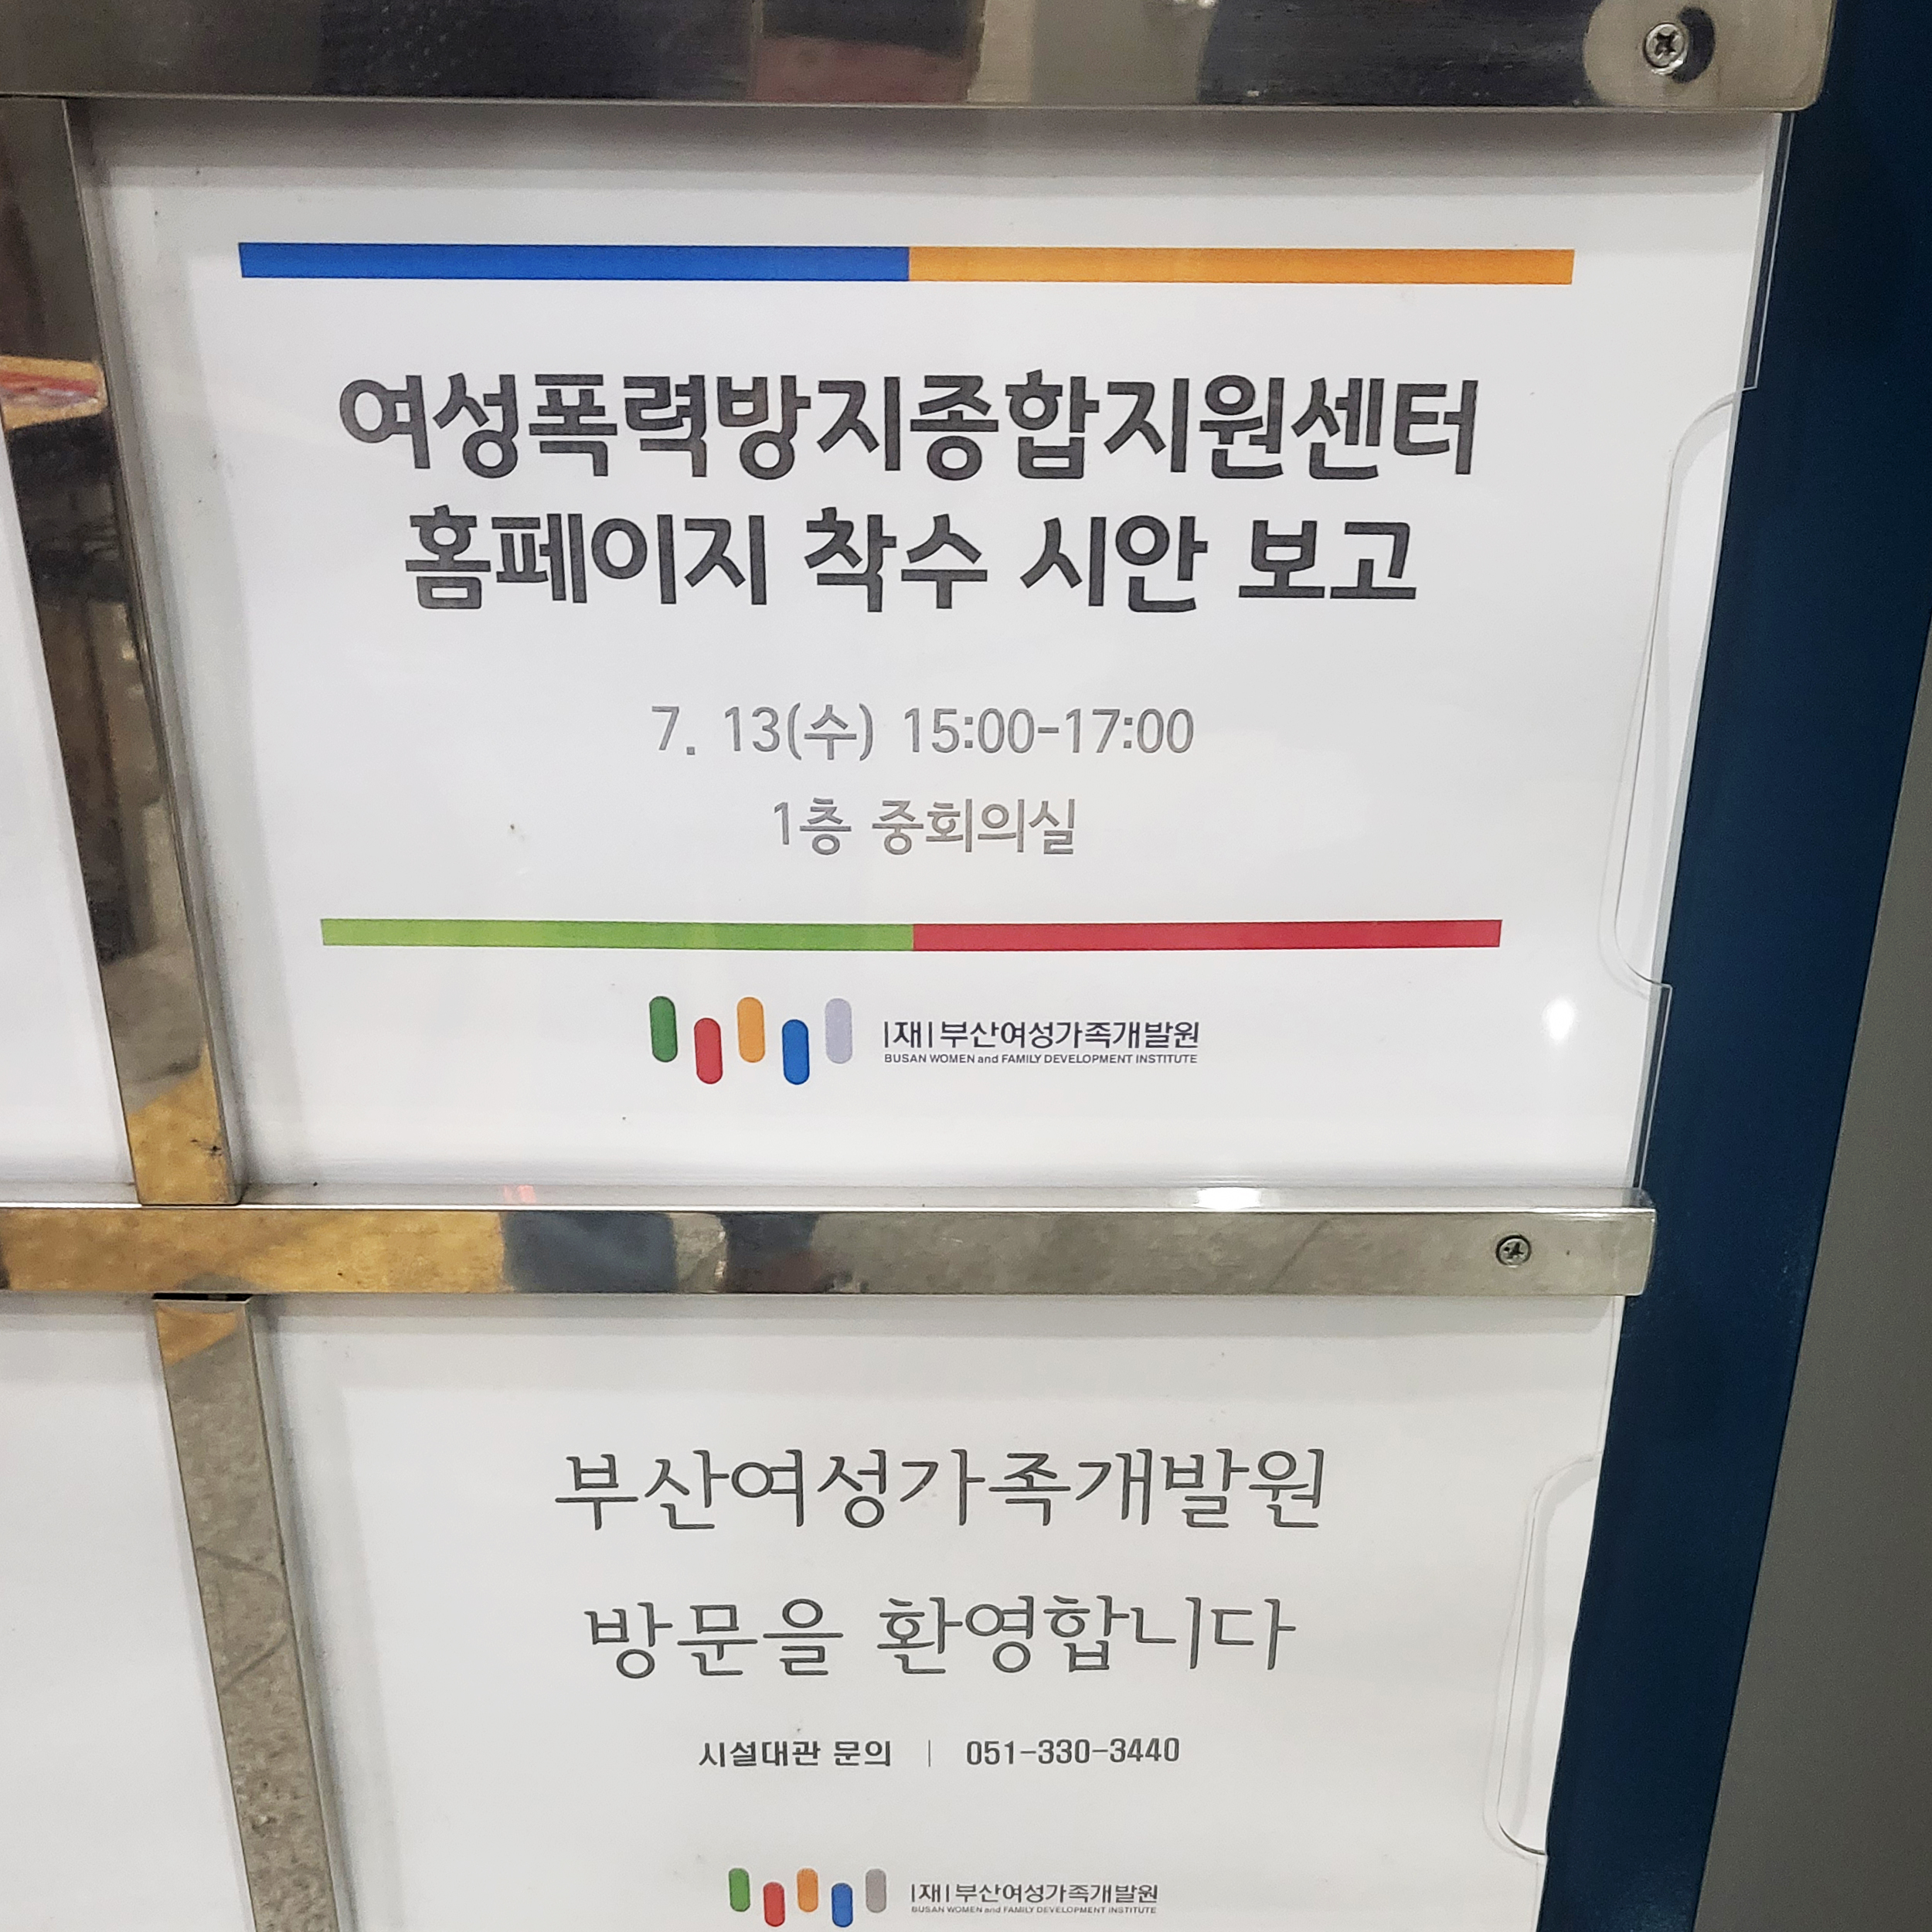 여성폭력방지종합지원센터
홈페이지 착수 시안 보고
7. 13(수) 15:00-17:00
1층 중회의실
|재|부산여성가족개발원
BUSAN WOMEN and FAMILY DEVELOPMENT INSTITUTE
부산여성가족개발원
방문을 환영합니다
시설대관 문의 | 051-330-3440
|재|부산여성가족개발원
BUSAN WOMEN and FAMILY DEVELOPMENT INSTITUTE